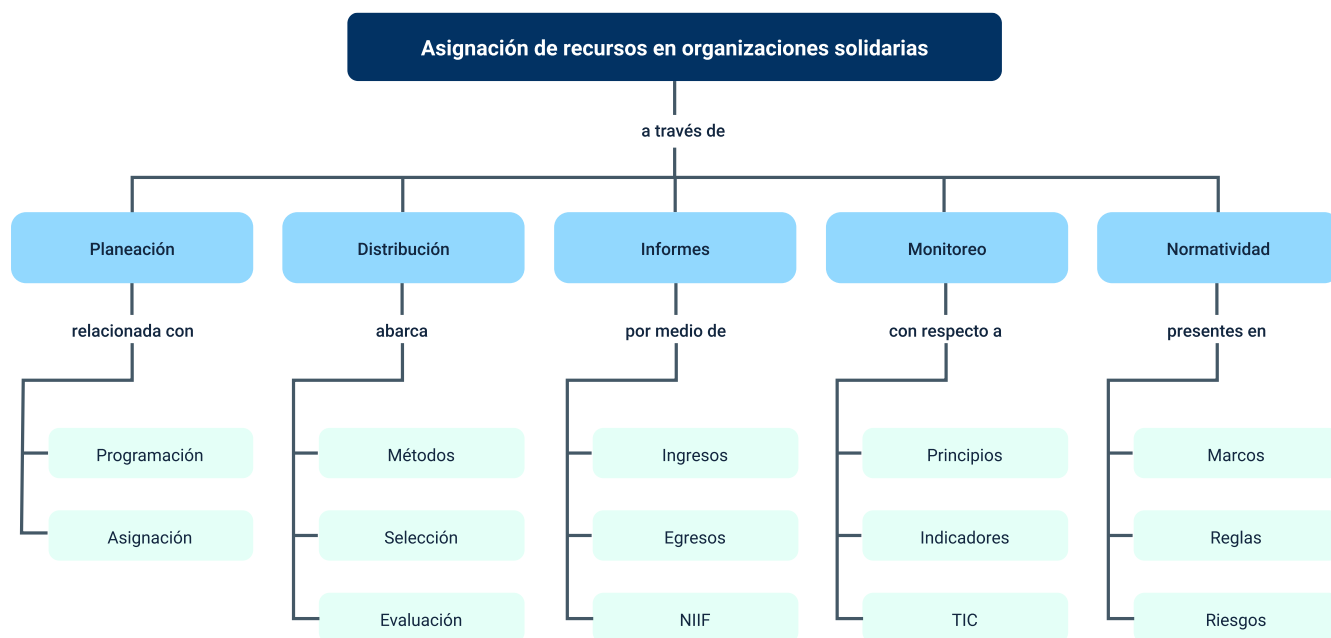 Asignación de recursos en organizaciones solidarias
a través de
Planeación
Distribución
Informes
Monitoreo
Normatividad
relacionada con
abarca
por medio de
con respecto a
presentes en
Programación
Métodos
Ingresos
Principios
Marcos
Asignación
Selección
Egresos
Indicadores
Reglas
Evaluación
NIIF
TIC
Riesgos